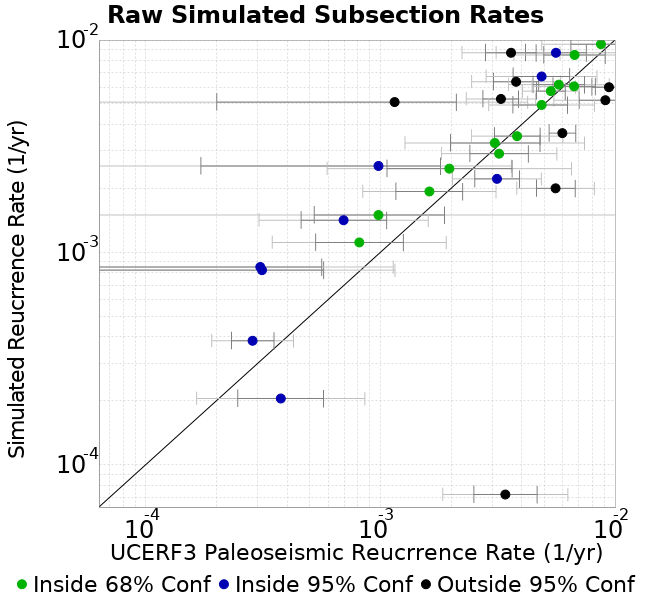 Raw Simulated Subsection Rates
10-2
10-3
10-4
Simulated Reucrrence Rate (1/yr)
10-4 10-3 10-2
UCERF3 Paleoseismic Reucrrence Rate (1/yr)
Inside 68% Conf Inside 95% Conf Outside 95% Conf